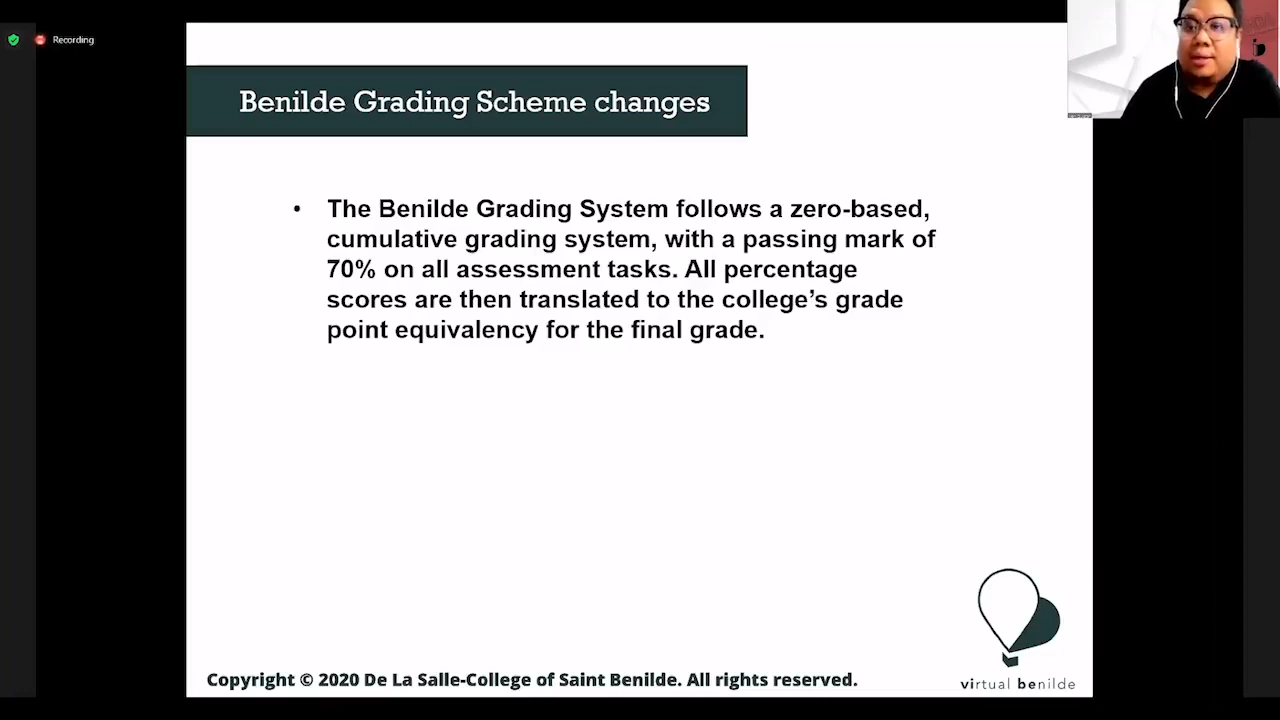 Recording
Benilde Grading Scheme changes
• The Benilde Grading System follows a zero-based,
cumulative grading system, with a passing mark of
70% on all assessment tasks. All percentage
scores are then translated to the college’s grade
point equivalency for the final grade.
virtual benilde
Copyright © 2020 De La Salle-College of Saint Benilde. All rights reserved.